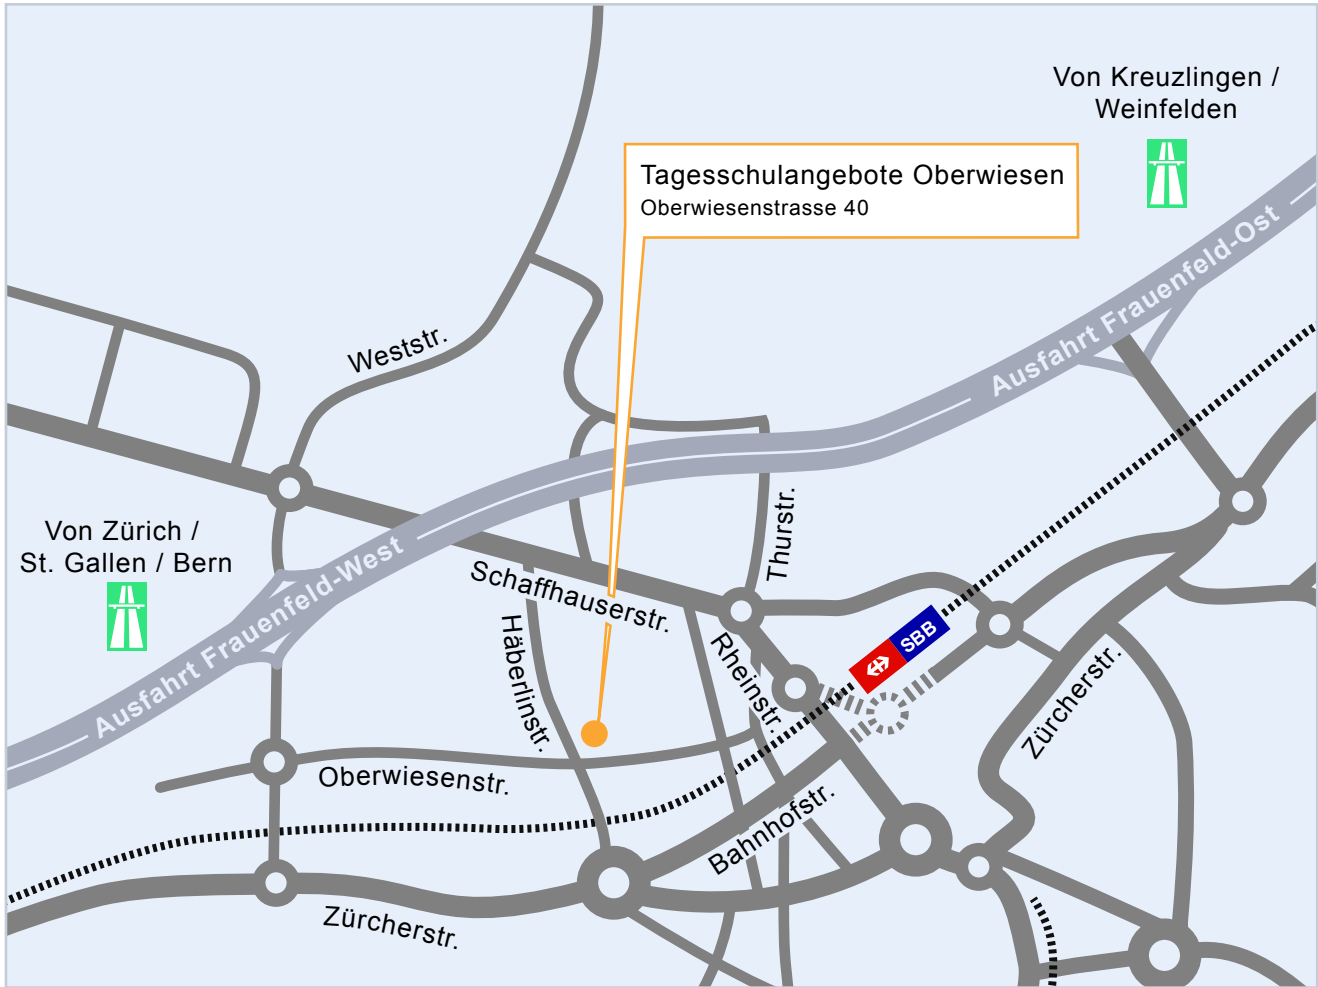 Von Kreuzlingen /
Weinfelden
Tagesschulangebote Oberwiesen
Oberwiesenstrasse 40
Ausfahrt Frauenfeld-Ost
Weststr.
Von Zürich /
St. Gallen / Bern
Thurstr.
Schaffhauserstr.
Ausfahrt Frauenfeld-West
Häberlinstr.
Rheinstr.
SBB
Zürcherstr.
Oberwiesenstr.
Bahnhofstr.
Zürcherstr.